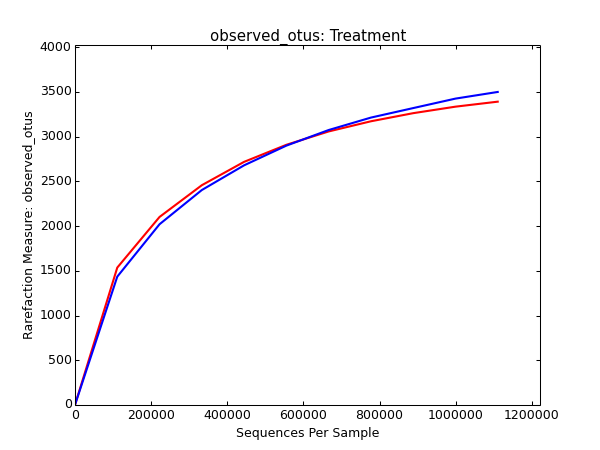 observed_otus: Treatment
4000
3500
3000
2500
2000
1500
1000
500
0
Rarefaction Measure: observed_otus
0 200000 400000 600000 800000 1000000 1200000
Sequences Per Sample